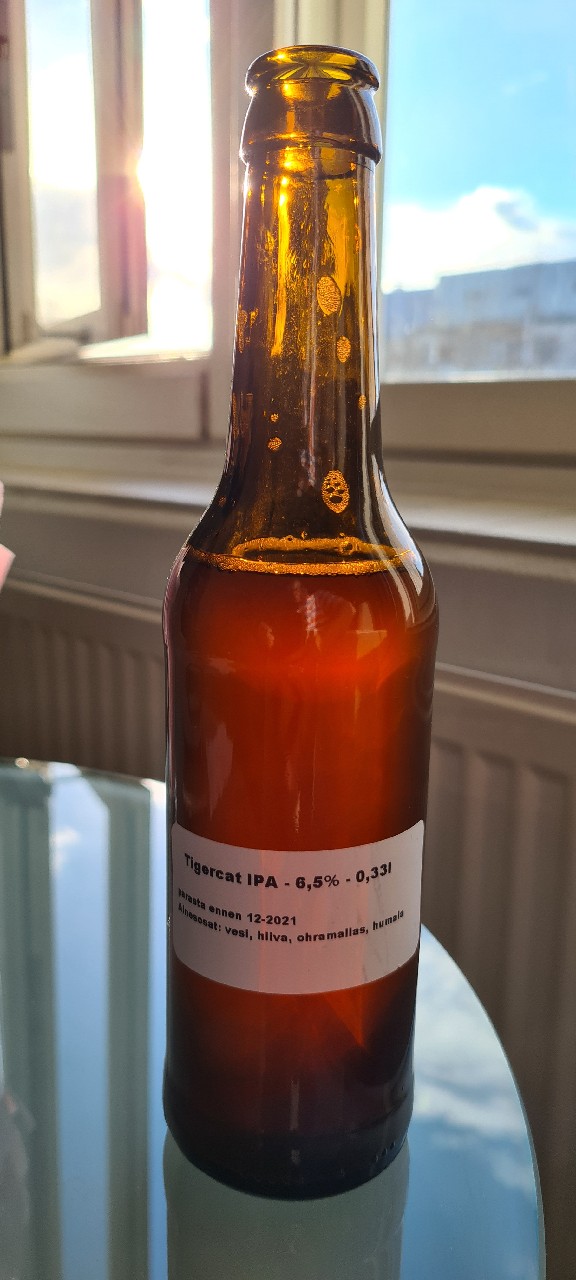 Tigercat IPA - 6,5% - 0,33l
parasta ennen 12-2021
Ainesosat: vesi, hiiva, ohramallas, humala